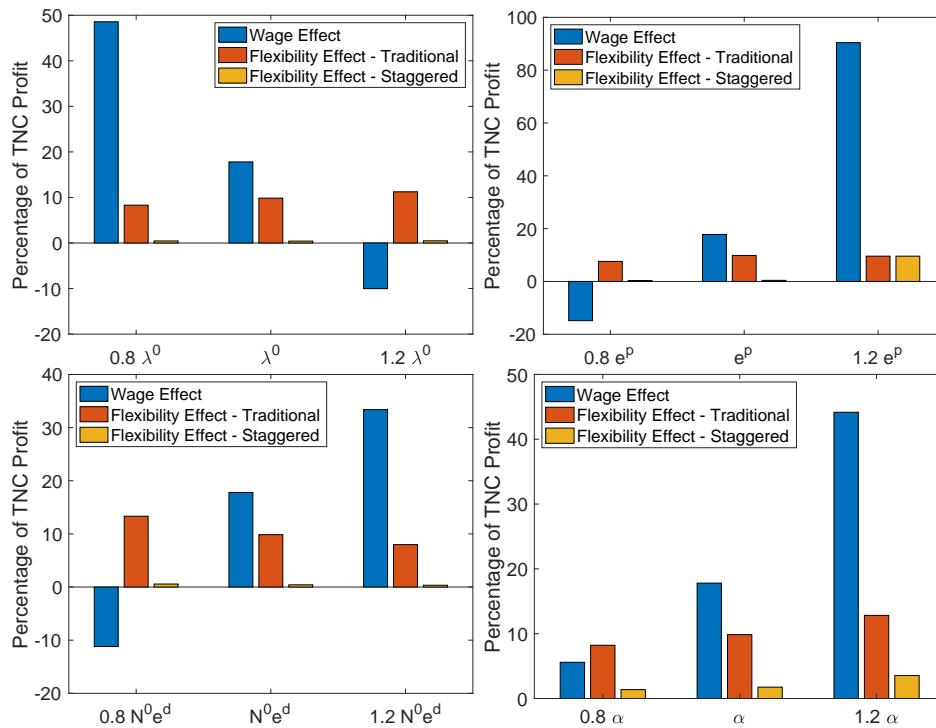 50
40
30
20
10
0
-10
-20
Percentage of TNC Profit
Wage Effect
Flexibility Effect - Traditional
Flexibility Effect - Staggered
0.8 λ⁰
λ⁰
1.2 λ⁰
100
80
60
40
20
0
-20
Percentage of TNC Profit
Wage Effect
Flexibility Effect - Traditional
Flexibility Effect - Staggered
0.8 eᵖ
eᵖ
1.2 eᵖ
40
30
20
10
0
-10
-20
Percentage of TNC Profit
Wage Effect
Flexibility Effect - Traditional
Flexibility Effect - Staggered
0.8 N⁰eᵈ
N⁰eᵈ
1.2 N⁰eᵈ
50
40
30
20
10
0
Percentage of TNC Profit
Wage Effect
Flexibility Effect - Traditional
Flexibility Effect - Staggered
0.8 α
α
1.2 α